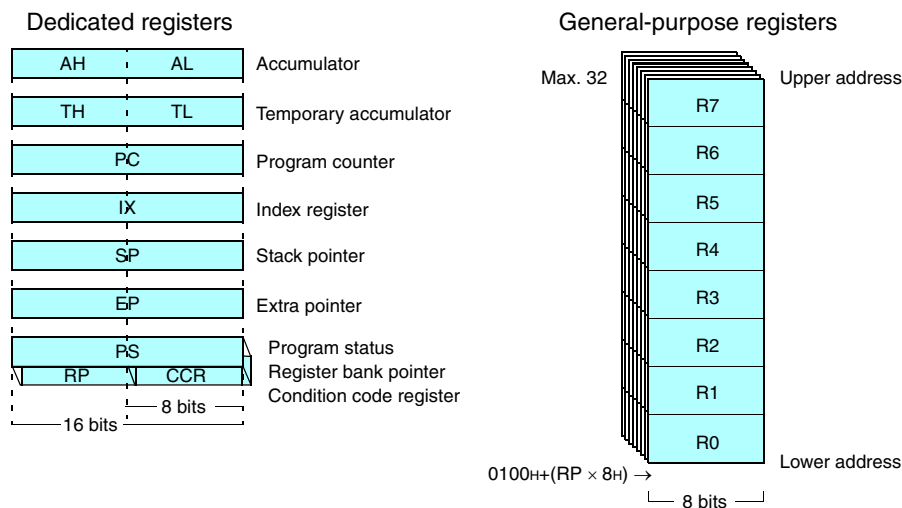 Dedicated registers
AH AL Accumulator
TH TL Temporary accumulator
PC Program counter
IX Index register
SP Stack pointer
EP Extra pointer
PS Program status
RP CCR Register bank pointer
Condition code register
8 bits
16 bits
General-purpose registers
Max. 32 Upper address
R7
R6
R5
R4
R3
R2
R1
R0
Lower address
0100H+(RP × 8H) →
8 bits